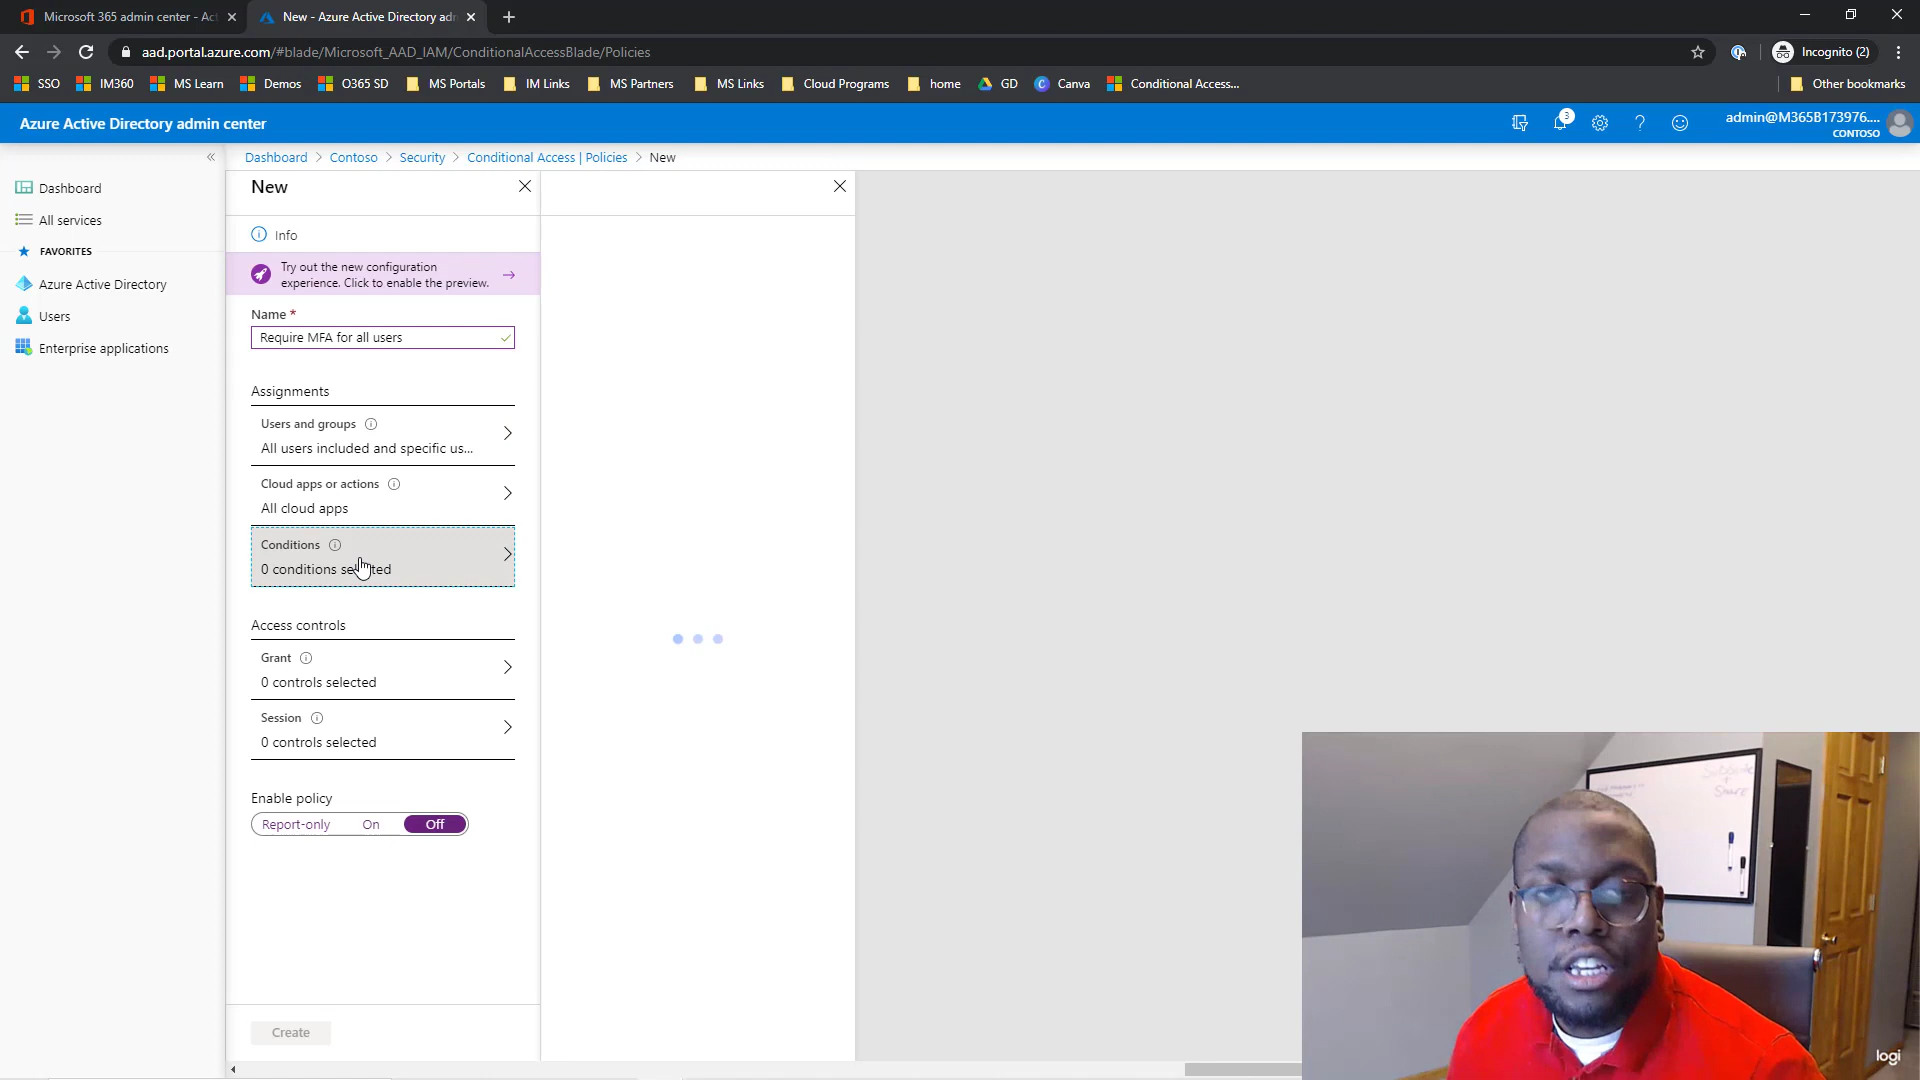 Microsoft 365 admin center - Act
New - Azure Active Directory adm
aad.portal.azure.com/#blade/Microsoft_AAD_IAM/ConditionalAccessBlade/Policies
Incognito (2)
SSO
IM360
MS Learn
Demos
O365 SD
MS Portals
IM Links
MS Partners
MS Links
Cloud Programs
home
GD
Canva
Conditional Access...
Other bookmarks
Azure Active Directory admin center
3
admin@M365B173976....
CONTOSO
Dashboard > Contoso > Security > Conditional Access | Policies > New
Dashboard
All services
FAVORITES
Azure Active Directory
Users
Enterprise applications
New
Info
Try out the new configuration
experience. Click to enable the preview.
Name *
Require MFA for all users
Assignments
Users and groups
All users included and specific us...
Cloud apps or actions
All cloud apps
Conditions
0 conditions selected
Access controls
Grant
0 controls selected
Session
0 controls selected
Enable policy
Report-only On Off
Create
Share
logi